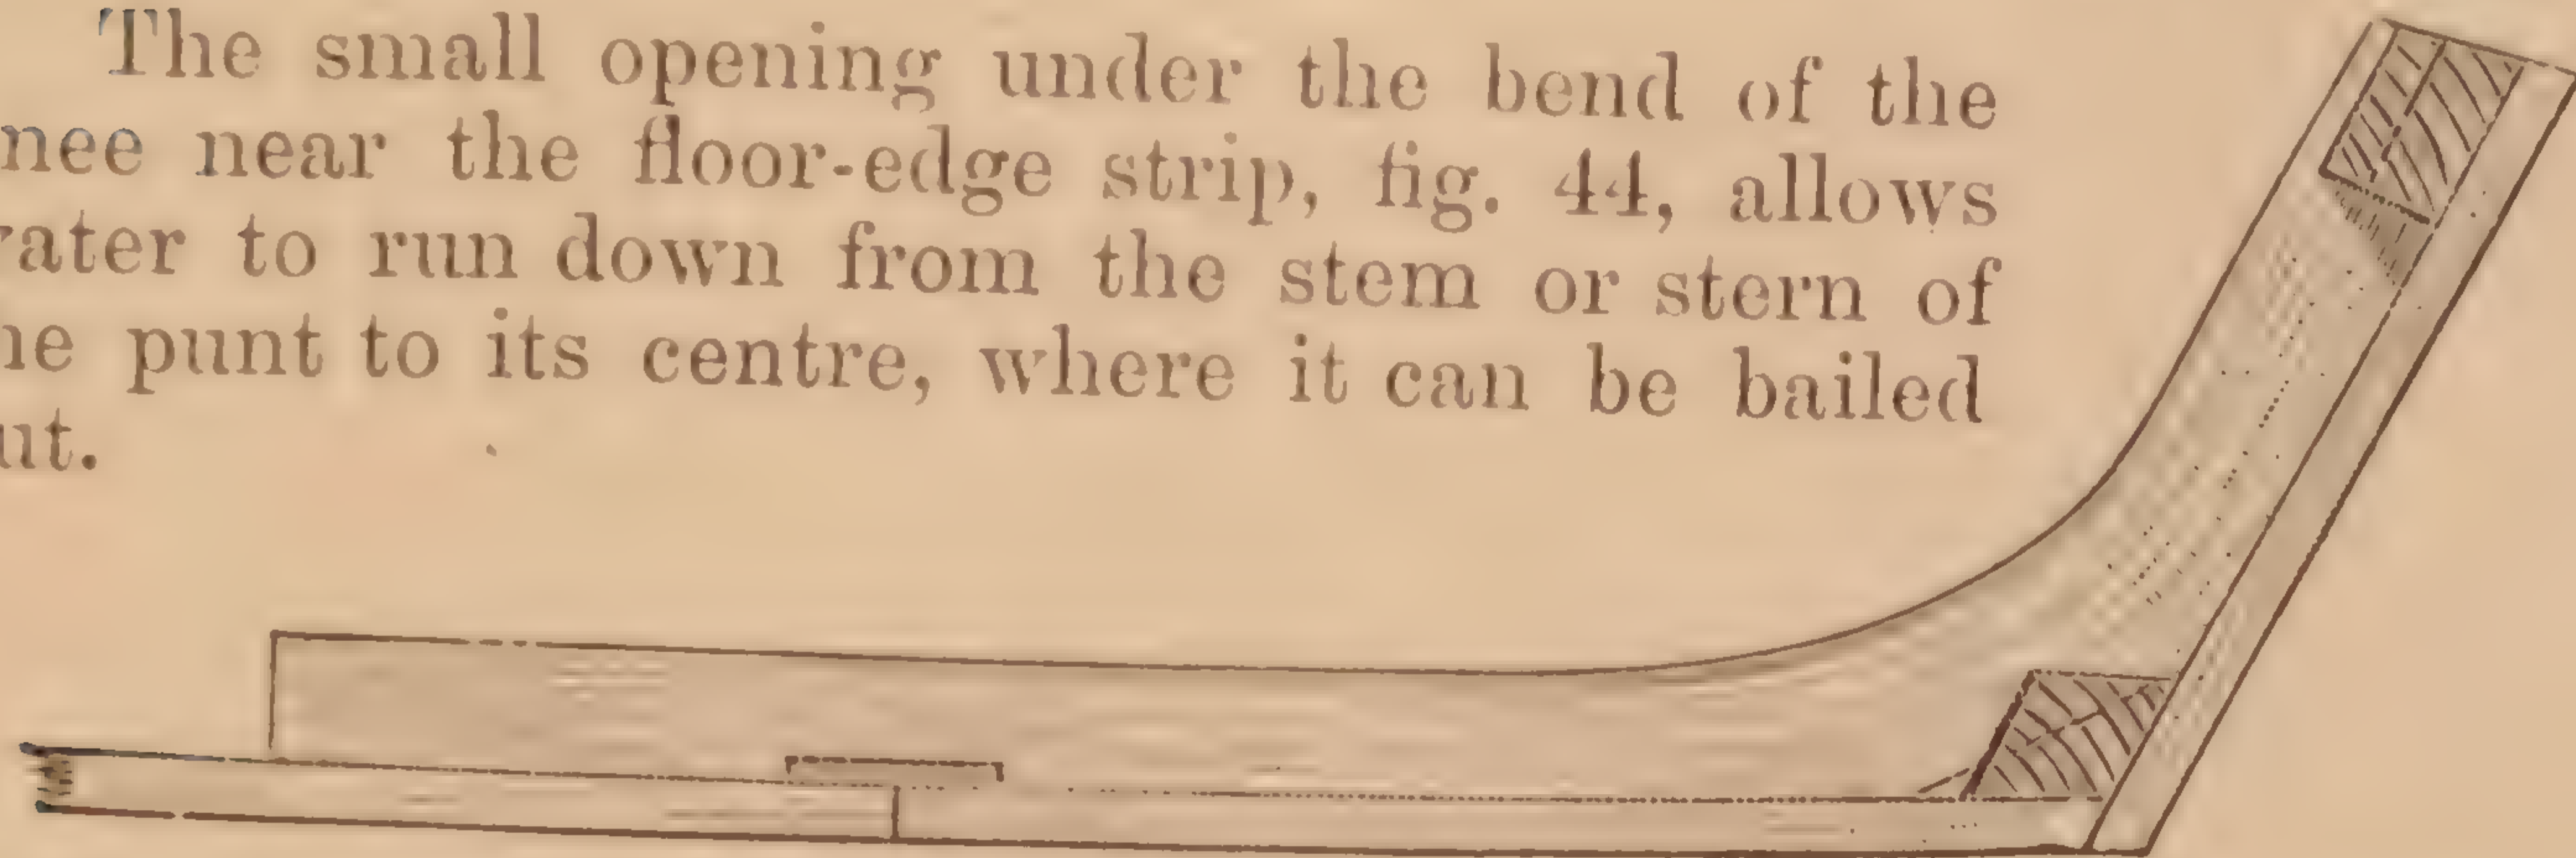 The small opening under the bend of the
nee near the floor-edge strip, fig. 44, allows
ater to run down from the stem or stern of
he punt to its centre, where it can be bailed
ut.